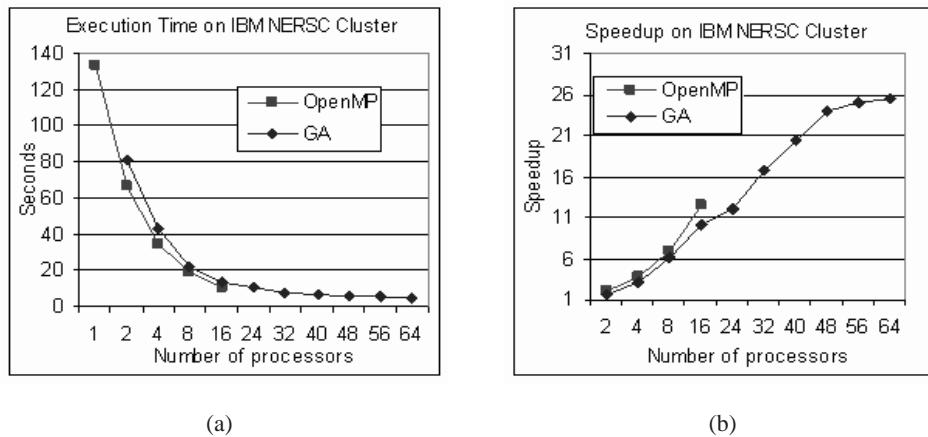 Execution Time on IBM NERSC Cluster
140
120
100
80
60
40
20
0
Seconds
OpenMP
GA
1 2 4 8 16 24 32 40 48 56 64
Number of processors
(a)
Speedup on IBM NERSC Cluster
31
26
21
16
11
6
1
Speedup
OpenMP
GA
2 4 8 16 24 32 40 48 56 64
Number of processors
(b)